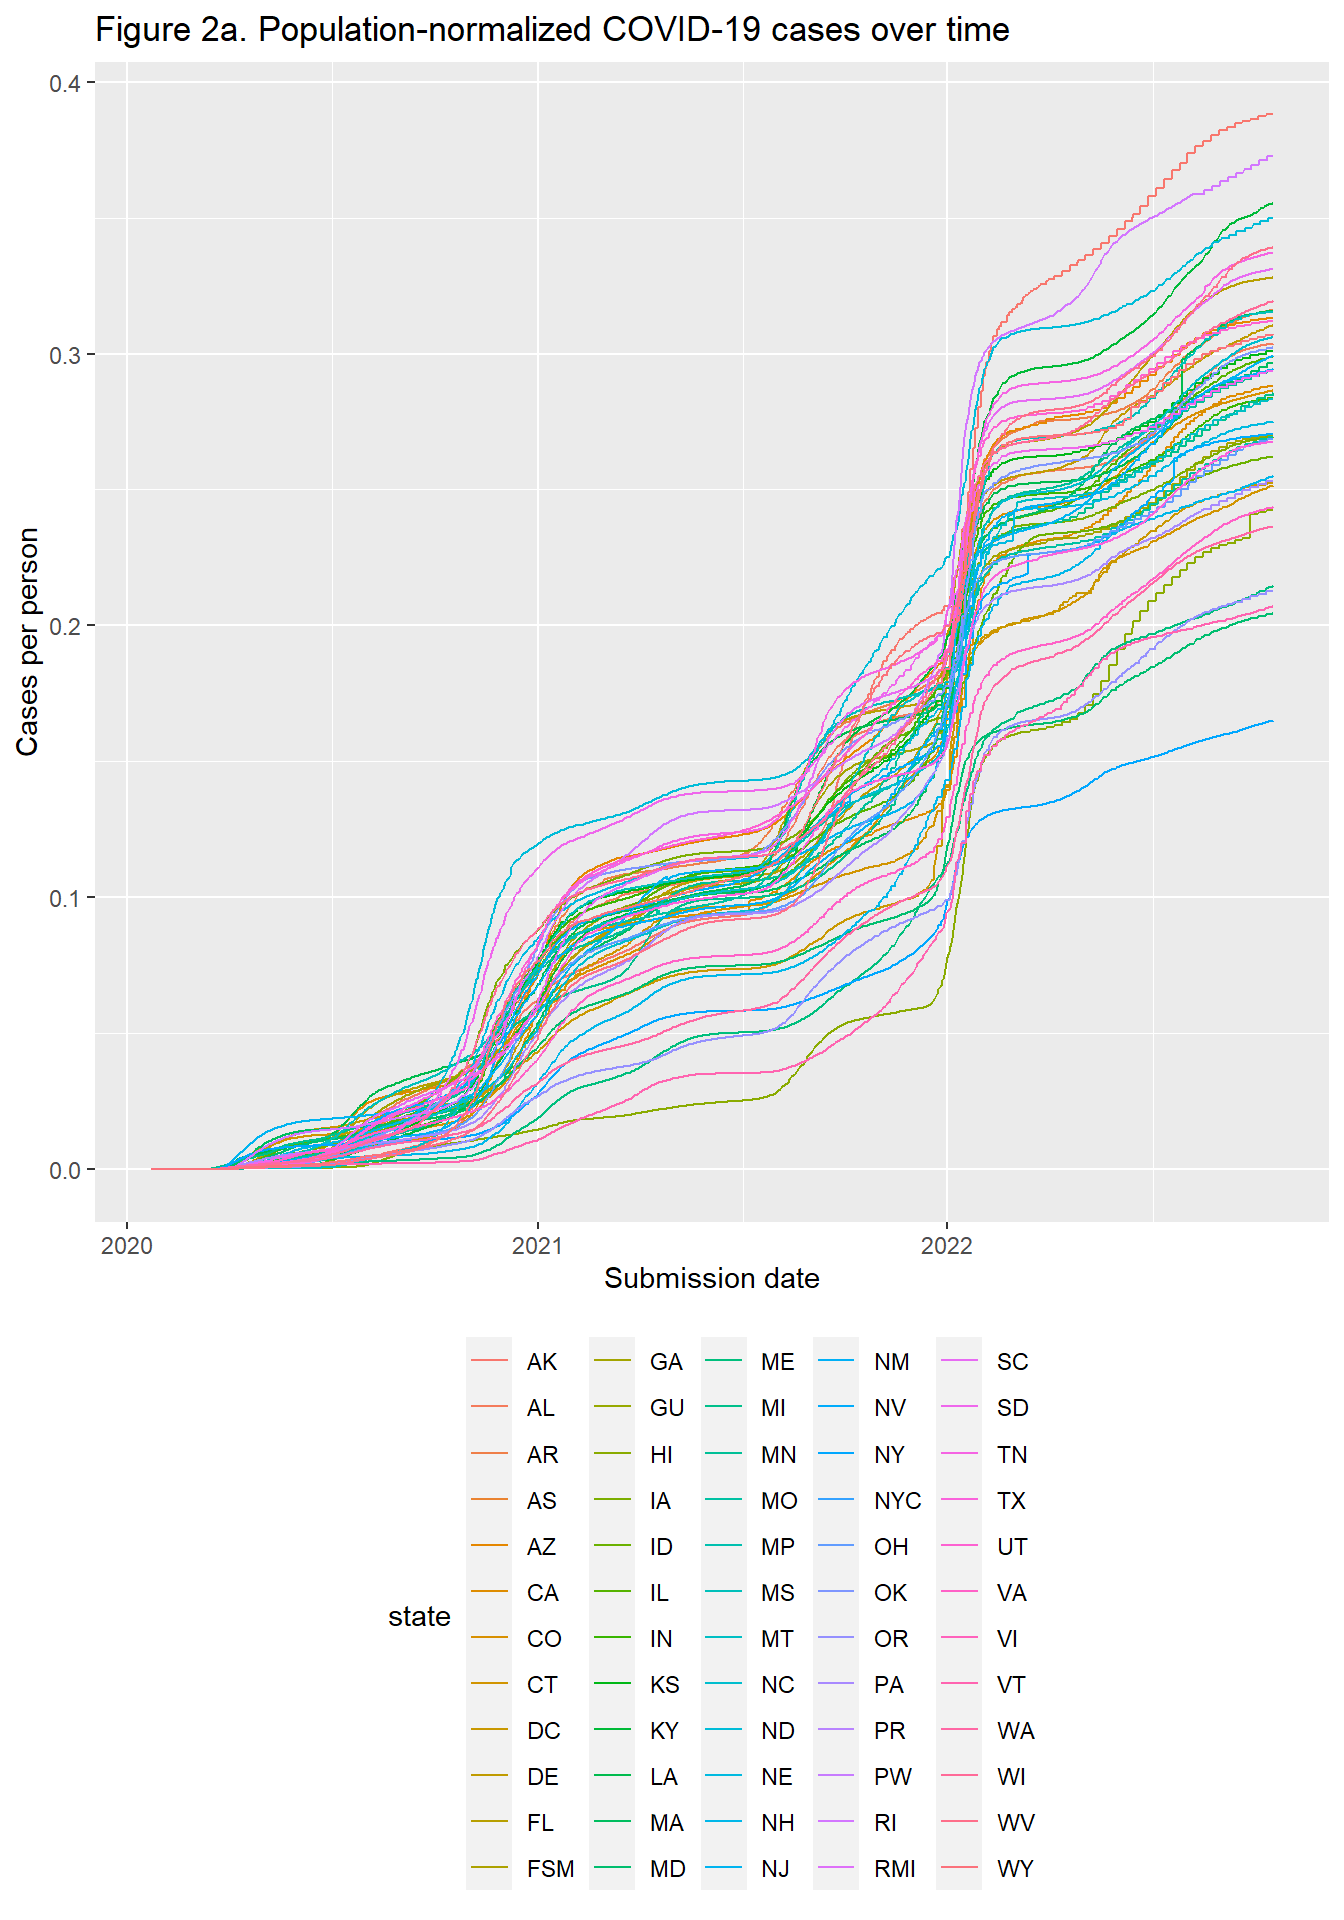 Figure 2a. Population-normalized COVID-19 cases over time
0.4
0.3
0.2
0.1
0.0
Cases per person
2020 2021 2022
Submission date
state
AK GA ME NM SC
AL GU MI NV SD
AR HI MN NY TN
AS IA MO NYC TX
AZ ID MP OH UT
CA IL MS OK VA
CO IN MT OR VI
CT KS NC PA VT
DC KY ND PR WA
DE LA NE PW WI
FL MA NH RI WV
FSM MD NJ RMI WY